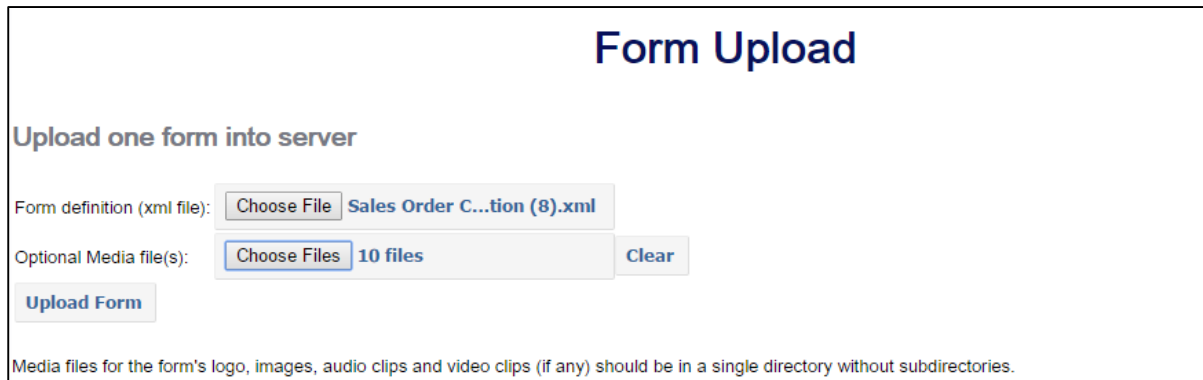 Form Upload
Upload one form into server
Form definition (xml file): Choose File Sales Order C...tion (8).xml
Optional Media file(s): Choose Files 10 files Clear
Upload Form
Media files for the form's logo, images, audio clips and video clips (if any) should be in a single directory without subdirectories.